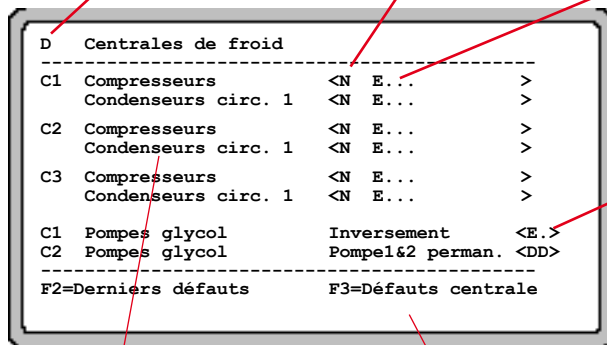 D Centrales de froid
C1 Compresseurs <N E... >
Condenseurs circ. 1 <N E... >
C2 Compresseurs <N E... >
Condenseurs circ. 1 <N E... >
C3 Compresseurs <N E... >
Condenseurs circ. 1 <N E... >
C1 Pompes glycol Inversement <E.>
C2 Pompes glycol Pompe1&2 perman. <DD>
F2=Derniers défauts F3=Défauts centrale